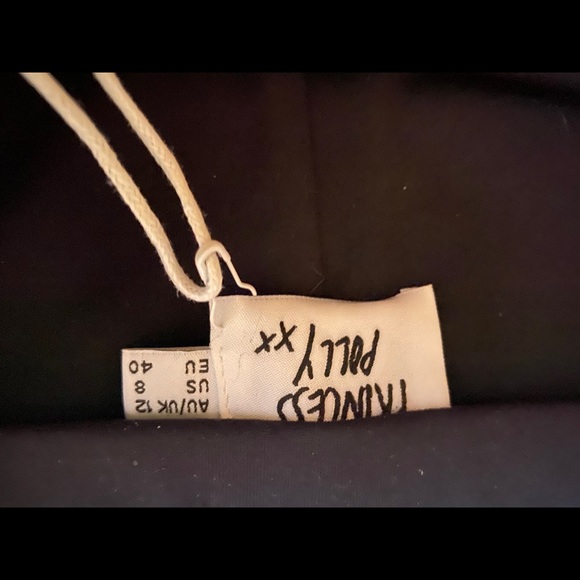 PRINCESS
POLLY
xx
AU/UK 12
US 8
EU 40